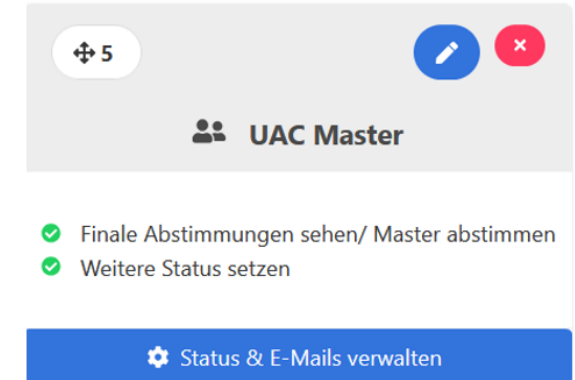 5
UAC Master
Finale Abstimmungen sehen/ Master abstimmen
Weitere Status setzen
Status & E-Mails verwalten